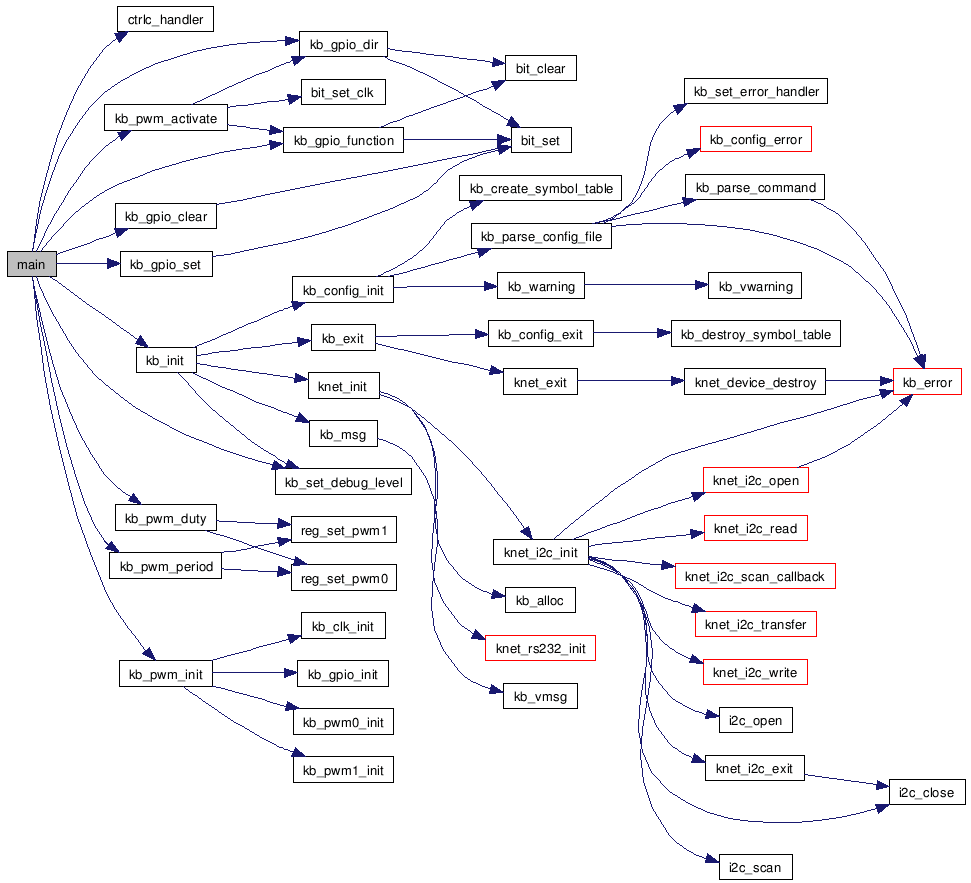 ctrlc_handler
kb_gpio_dir
bit_clear
bit_set_clk
kb_set_error_handler
kb_pwm_activate
kb_gpio_function
bit_set
kb_config_error
kb_create_symbol_table
kb_parse_command
kb_gpio_clear
kb_parse_config_file
main
kb_gpio_set
kb_config_init
kb_warning
kb_vwarning
kb_init
kb_exit
kb_config_exit
kb_destroy_symbol_table
knet_init
knet_exit
knet_device_destroy
kb_error
kb_msg
kb_set_debug_level
knet_i2c_open
kb_pwm_duty
reg_set_pwm1
knet_i2c_read
knet_i2c_init
kb_pwm_period
reg_set_pwm0
knet_i2c_scan_callback
kb_alloc
kb_clk_init
knet_i2c_transfer
knet_rs232_init
kb_pwm_init
kb_gpio_init
knet_i2c_write
kb_vmsg
kb_pwm0_init
i2c_open
kb_pwm1_init
knet_i2c_exit
i2c_close
i2c_scan